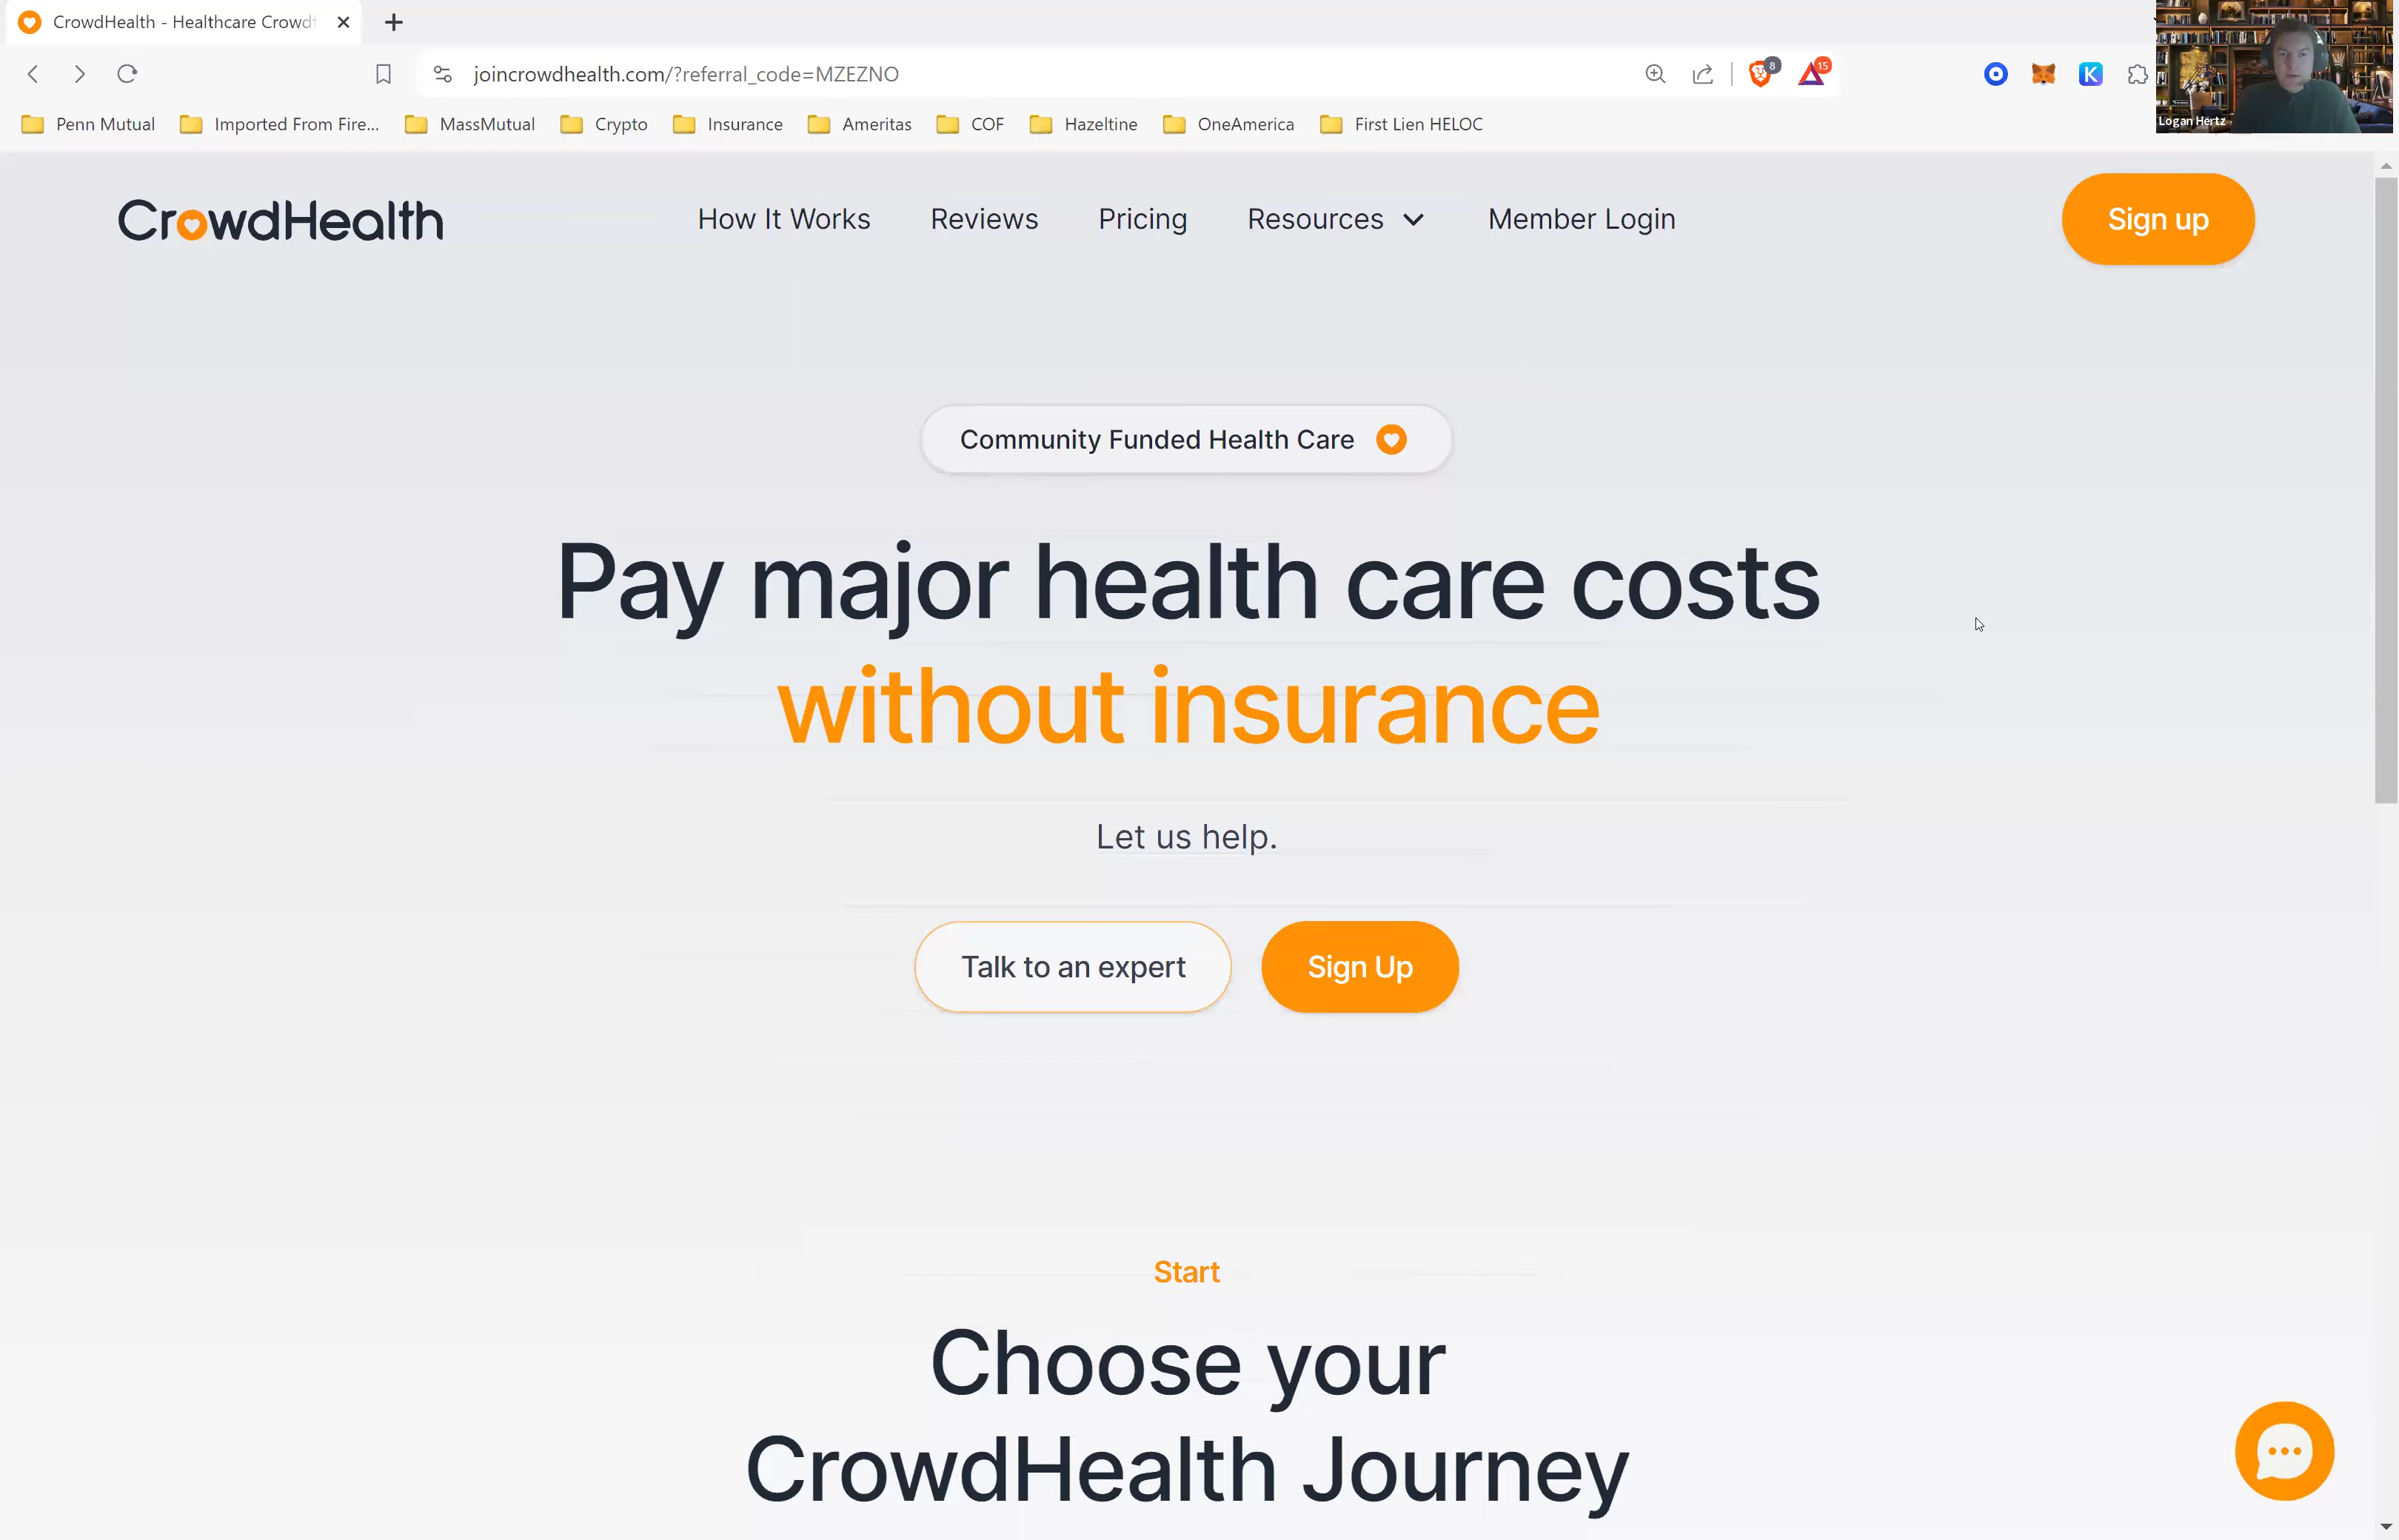 CrowdHealth - Healthcare Crowdf
joincrowdhealth.com/?referral_code=MZEZNO
8
15
K
Logan Hertz
Penn Mutual
Imported From Fire...
MassMutual
Crypto
Insurance
Ameritas
COF
Hazeltine
OneAmerica
First Lien HELOC
CrowdHealth
How It Works
Reviews
Pricing
Resources
Member Login
Sign up
Community Funded Health Care
Pay major health care costs
without insurance
Let us help.
Talk to an expert
Sign Up
Start
Choose your
CrowdHealth Journey